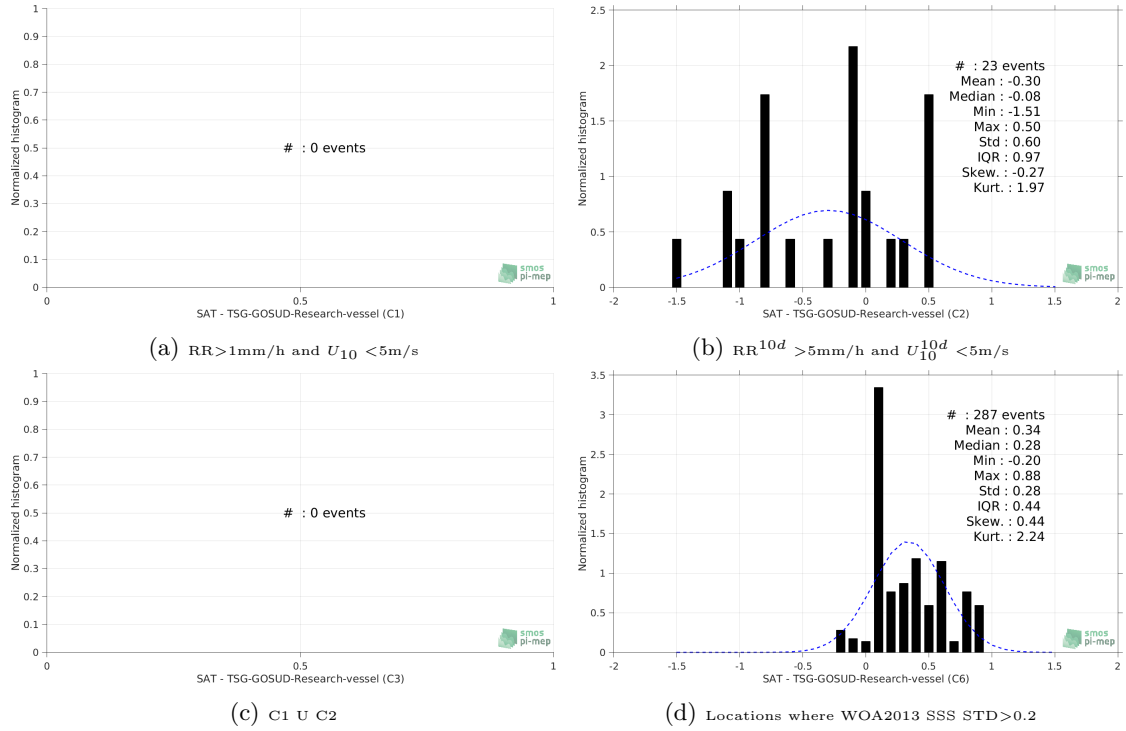 1
0.9
0.8
0.7
0.6
0.5
0.4
0.3
0.2
0.1
0
Normalized histogram
# : 0 events
smos
pi-mep
0 0.5 1
SAT - TSG-GOSUD-Research-vessel (C1)
(a) RR>1mm/h and U10 <5m/s
2.5
2
1.5
1
0.5
0
Normalized histogram
# : 23 events
Mean : -0.30
Median : -0.08
Min : -1.51
Max : 0.50
Std : 0.60
IQR : 0.97
Skew. : -0.27
Kurt. : 1.97
smos
pi-mep
-2 -1.5 -1 -0.5 0 0.5 1 1.5 2
SAT - TSG-GOSUD-Research-vessel (C2)
(b) RR10d >5mm/h and U10d10 <5m/s
1
0.9
0.8
0.7
0.6
0.5
0.4
0.3
0.2
0.1
0
Normalized histogram
# : 0 events
smos
pi-mep
0 0.5 1
SAT - TSG-GOSUD-Research-vessel (C3)
(c) C1 U C2
3.5
3
2.5
2
1.5
1
0.5
0
Normalized histogram
# : 287 events
Mean : 0.34
Median : 0.28
Min : -0.20
Max : 0.88
Std : 0.28
IQR : 0.44
Skew. : 0.44
Kurt. : 2.24
smos
pi-mep
-2 -1.5 -1 -0.5 0 0.5 1 1.5 2
SAT - TSG-GOSUD-Research-vessel (C6)
(d) Locations where WOA2013 SSS STD>0.2